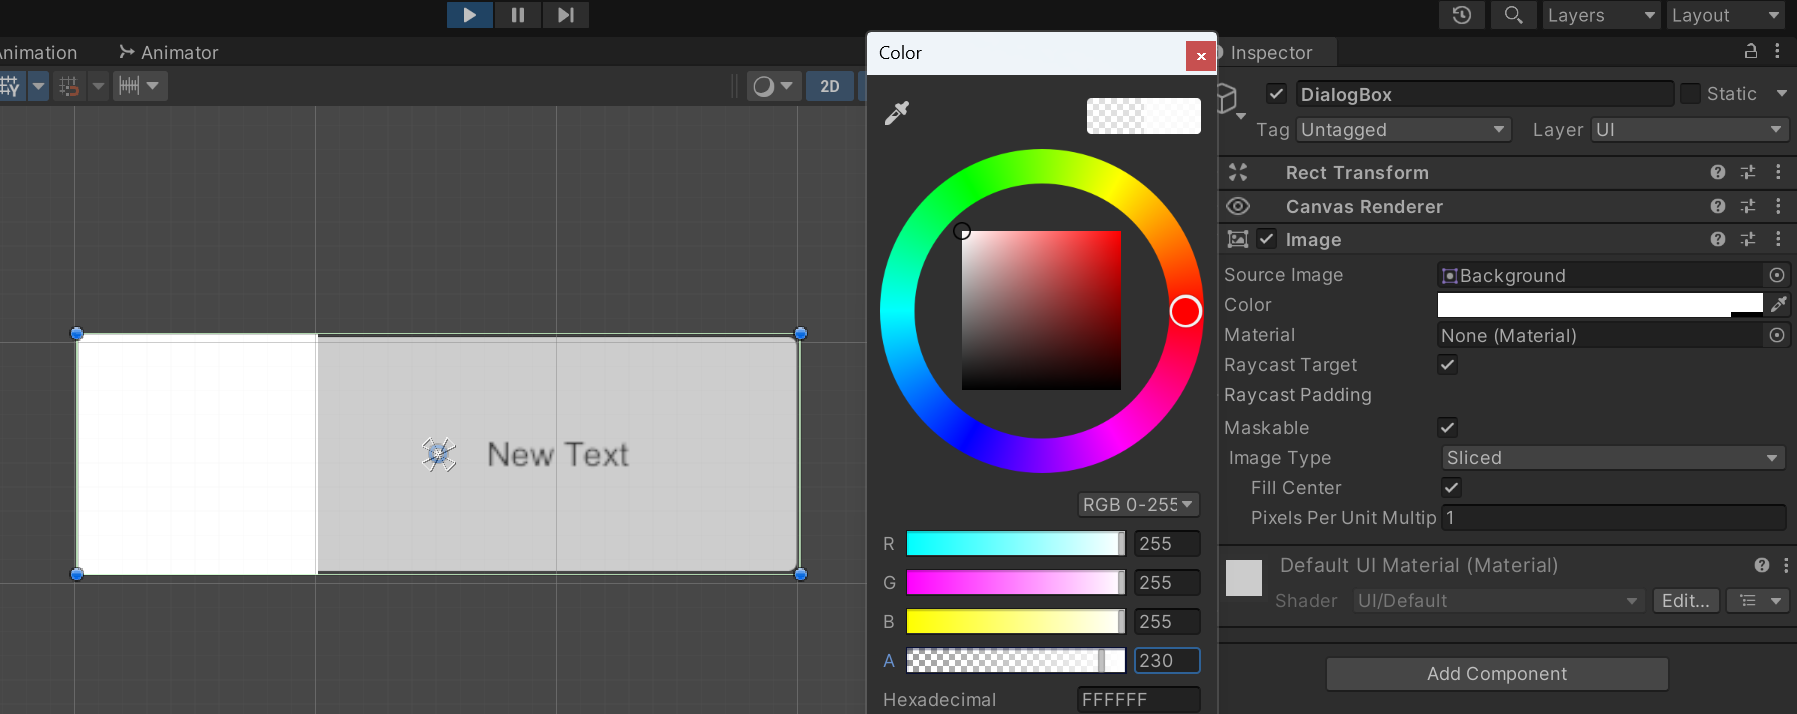 Layers
Layout
Animation
Animator
Color
Inspector
2D
DialogBox
Static
Tag
Untagged
Layer
UI
Rect Transform
Canvas Renderer
Image
Source Image
Background
Color
Material
None (Material)
Raycast Target
Raycast Padding
Maskable
Image Type
Sliced
Fill Center
Pixels Per Unit Multip
1
New Text
RGB 0-255
R
255
G
255
B
255
A
230
Hexadecimal
FFFFFF
Default UI Material (Material)
Shader
UI/Default
Edit...
Add Component